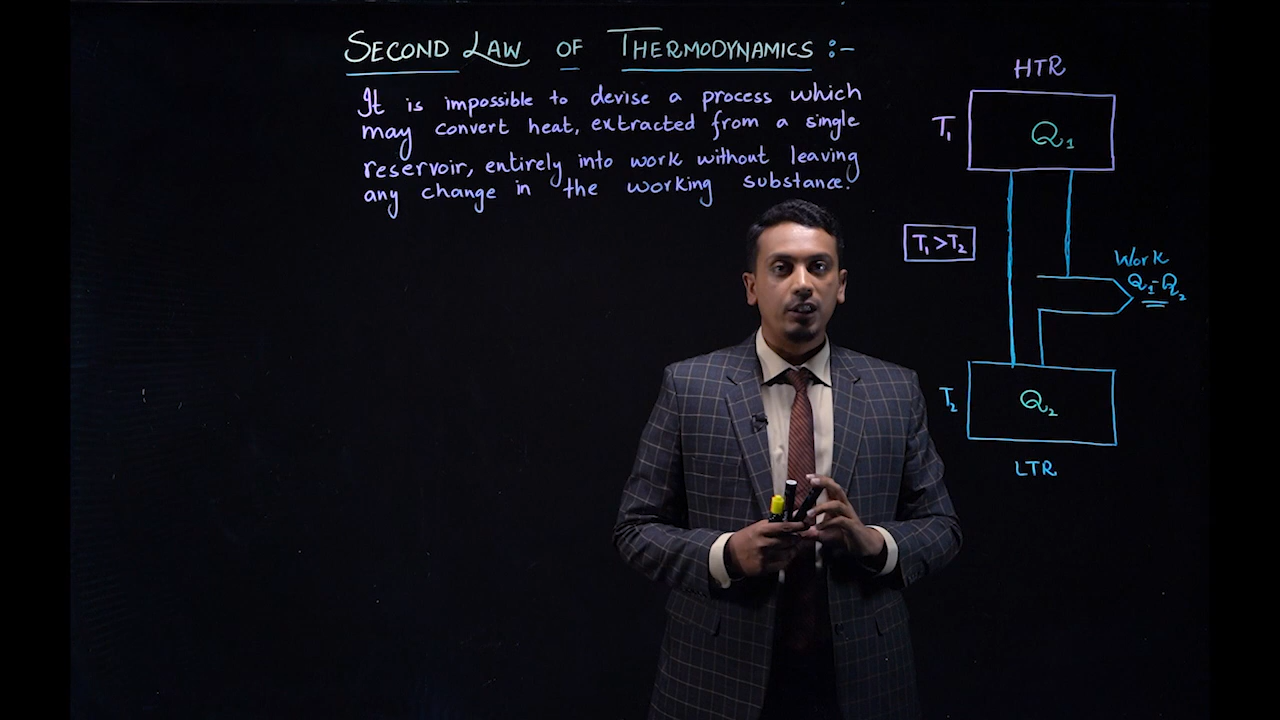 SECOND LAW OF THERMODYNAMICS :-
It is impossible to devise a process which
may convert heat, extracted from a single
reservoir, entirely into work without leaving
any change in the working substance.
HTR
T₁
Q₁
T₁ > T₂
Work
Q₁-Q₂
T₂
Q₂
LTR